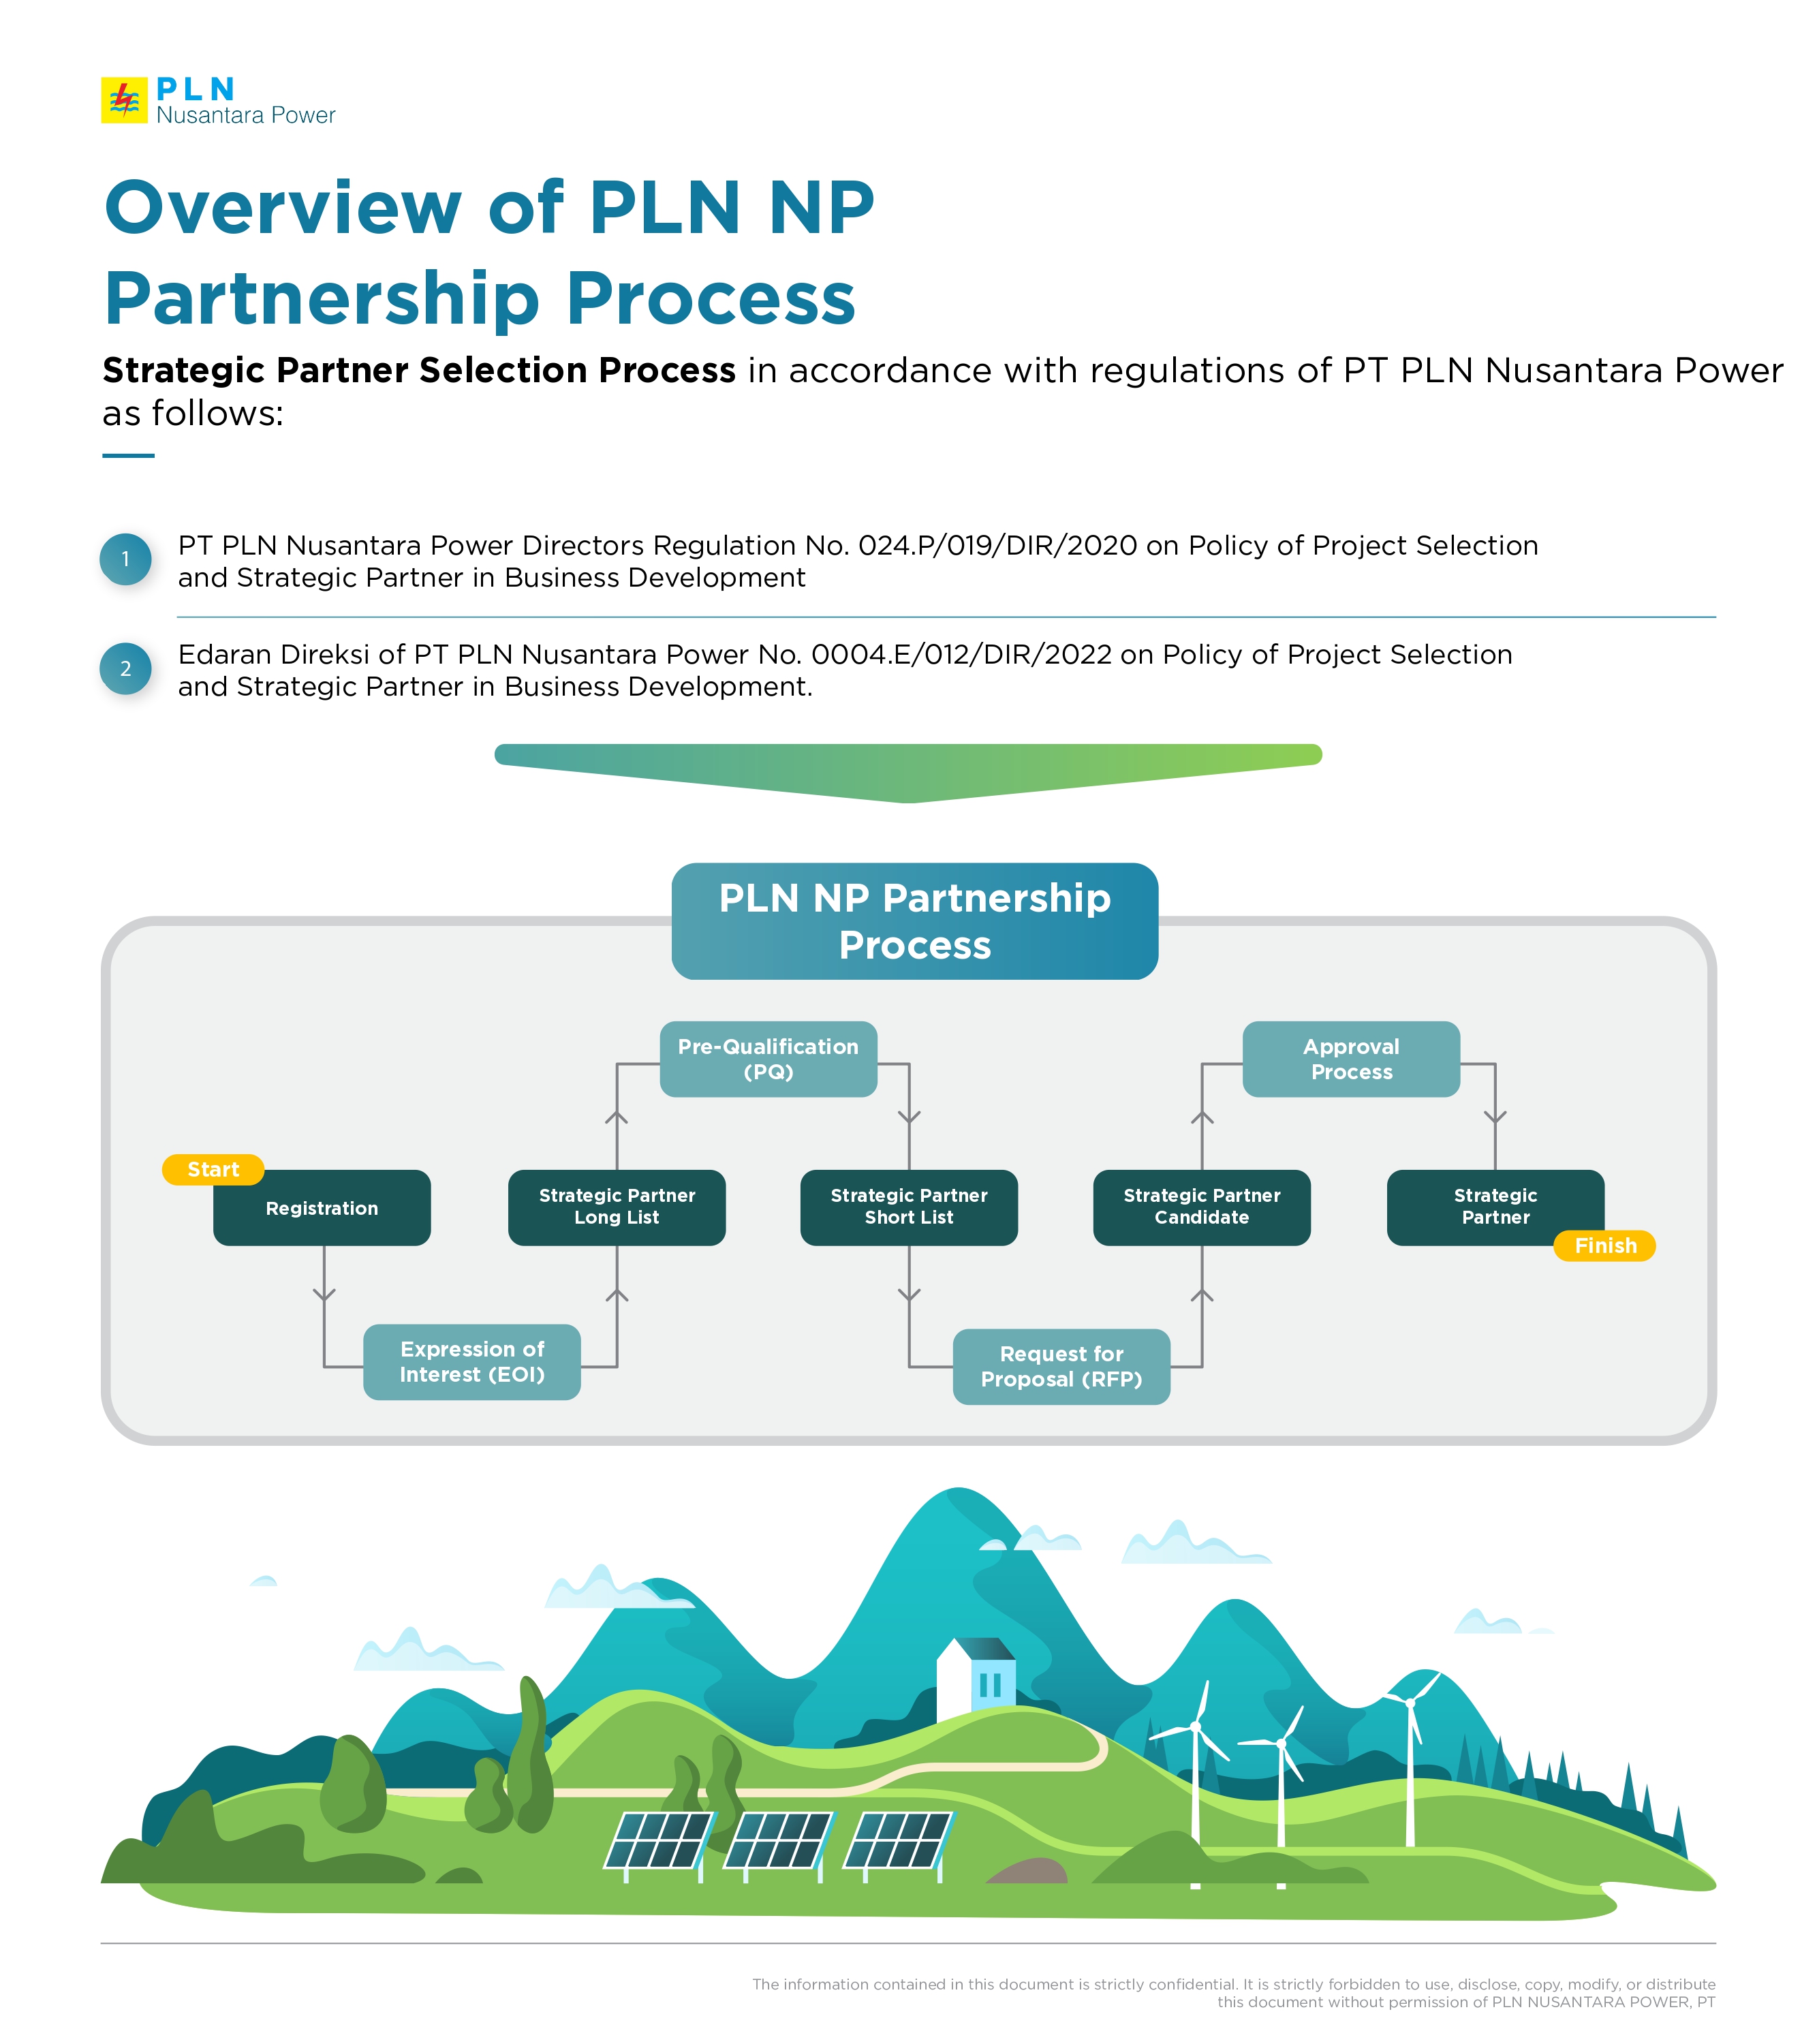 PLN
Nusantara Power
Overview of PLN NP
Partnership Process
Strategic Partner Selection Process in accordance with regulations of PT PLN Nusantara Power
as follows:
1
PT PLN Nusantara Power Directors Regulation No. 024.P/019/DIR/2020 on Policy of Project Selection
and Strategic Partner in Business Development
2
Edaran Direksi of PT PLN Nusantara Power No. 0004.E/012/DIR/2022 on Policy of Project Selection
and Strategic Partner in Business Development.
PLN NP Partnership
Process
Start
Registration
Expression of
Interest (EOI)
Strategic Partner
Long List
Pre-Qualification
(PQ)
Strategic Partner
Short List
Request for
Proposal (RFP)
Strategic Partner
Candidate
Approval
Process
Strategic
Partner
Finish
The information contained in this document is strictly confidential. It is strictly forbidden to use, disclose, copy, modify, or distribute
this document without permission of PLN NUSANTARA POWER, PT